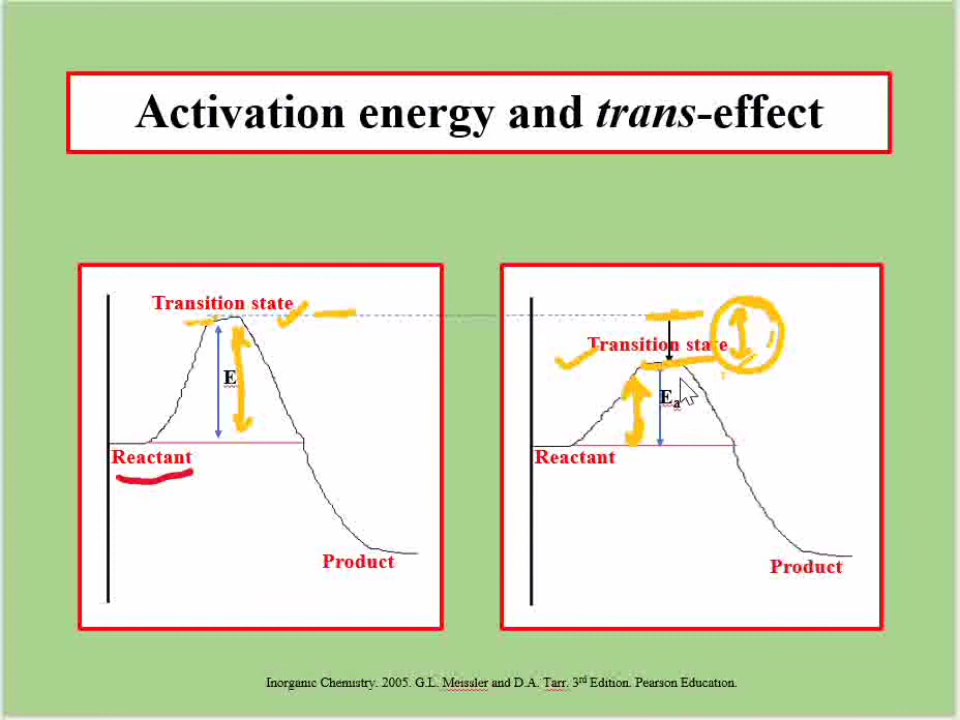 Activation energy and trans-effect
Transition state
E
Reactant
Product
Transition state
Ea
Reactant
Product
Inorganic Chemistry. 2005. G.L. Meissler and D.A. Tarr. 3rd Edition. Pearson Education.